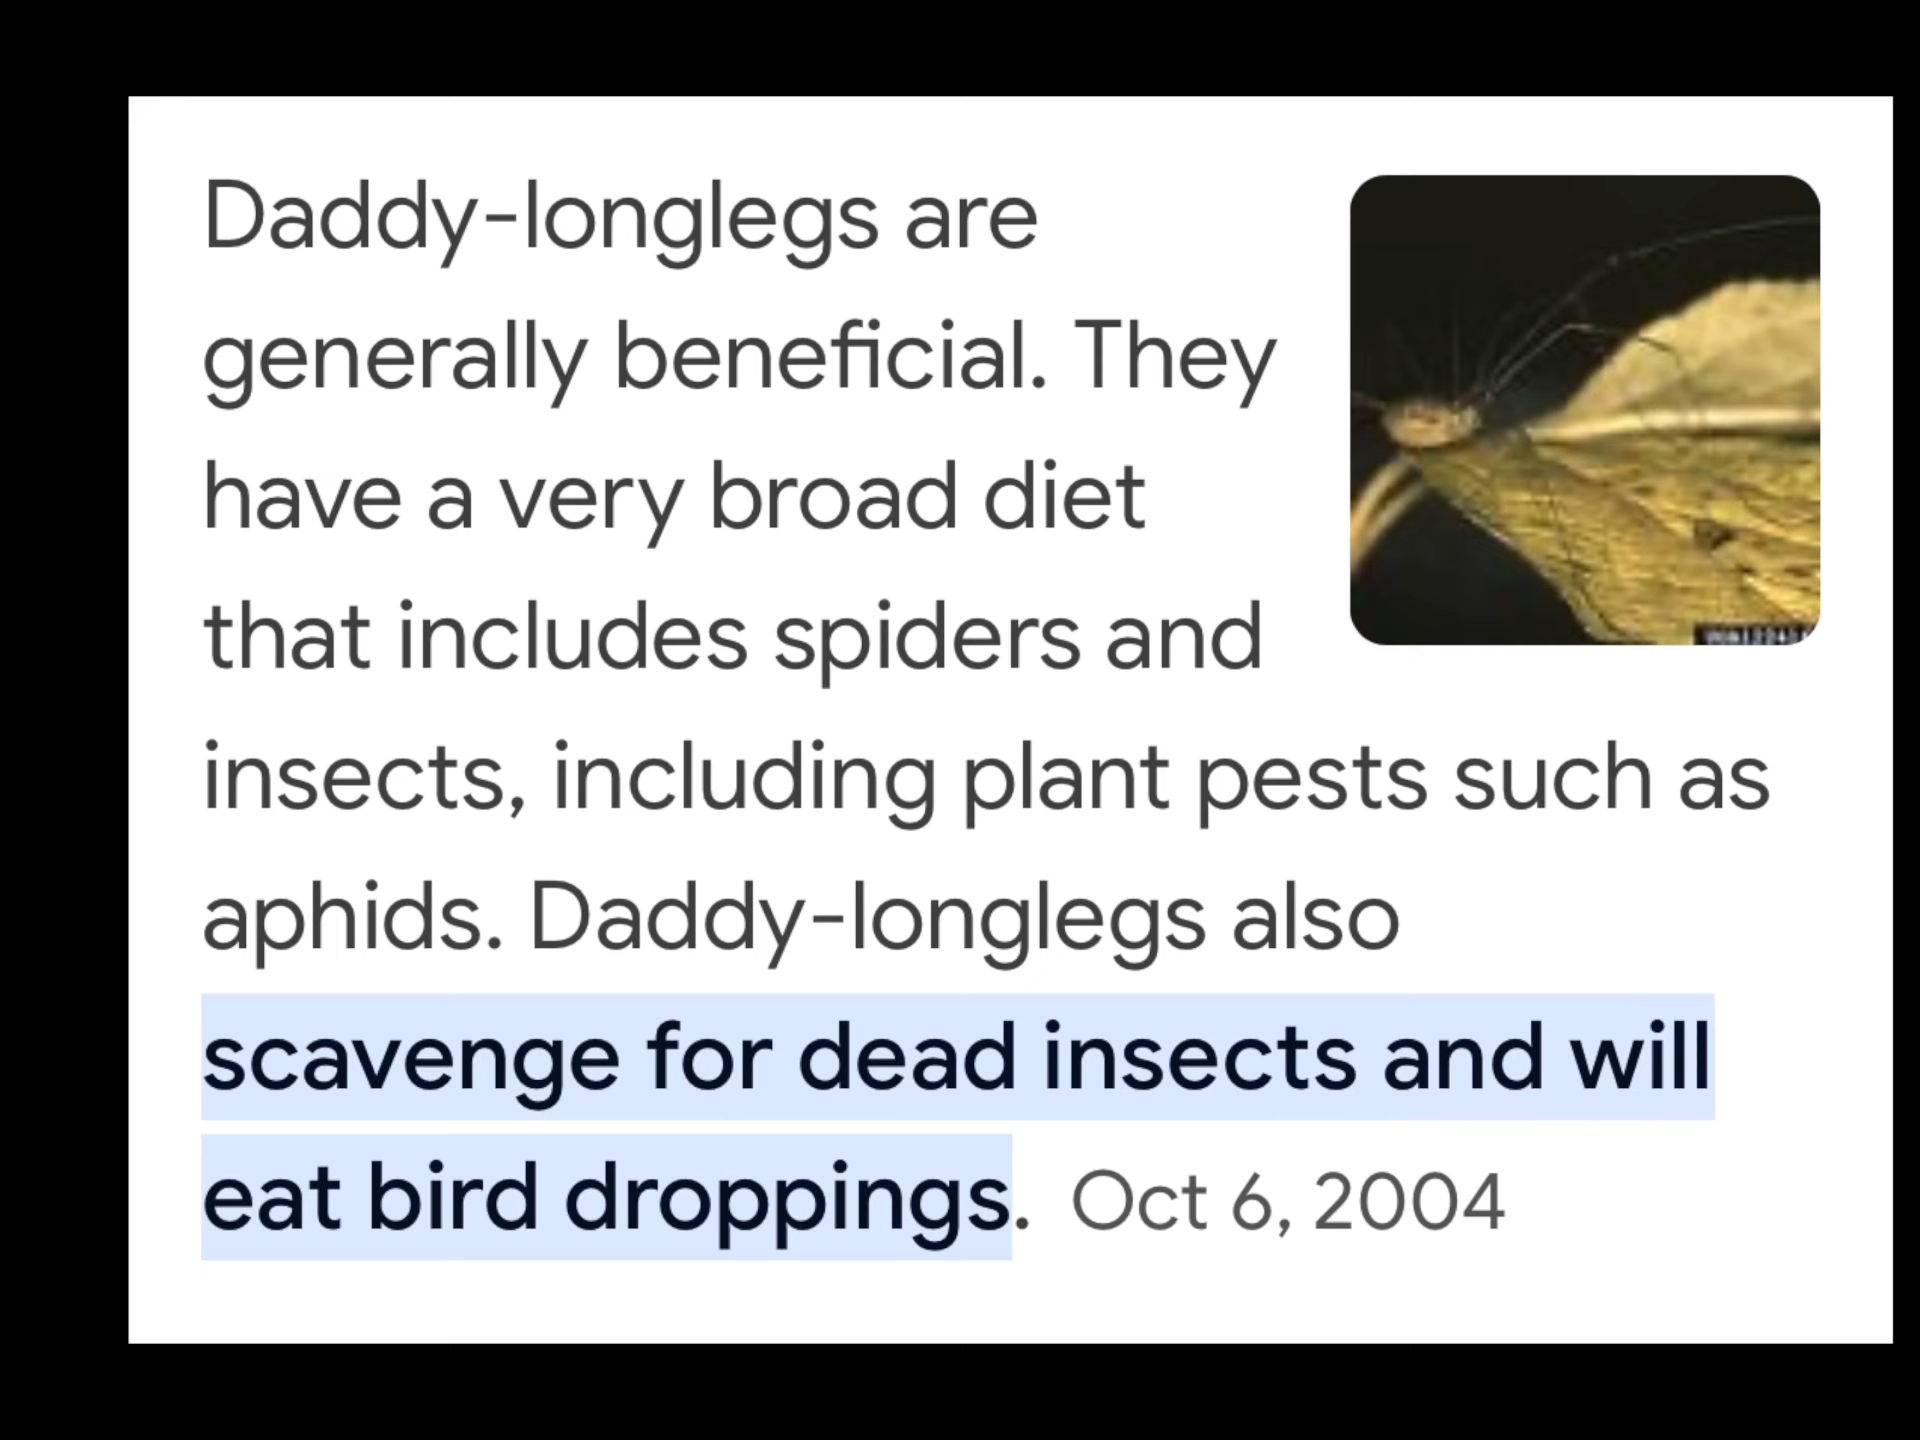 Daddy-longlegs are
generally beneficial. They
have a very broad diet
that includes spiders and
insects, including plant pests such as
aphids. Daddy-longlegs also
scavenge for dead insects and will
eat bird droppings. Oct 6, 2004